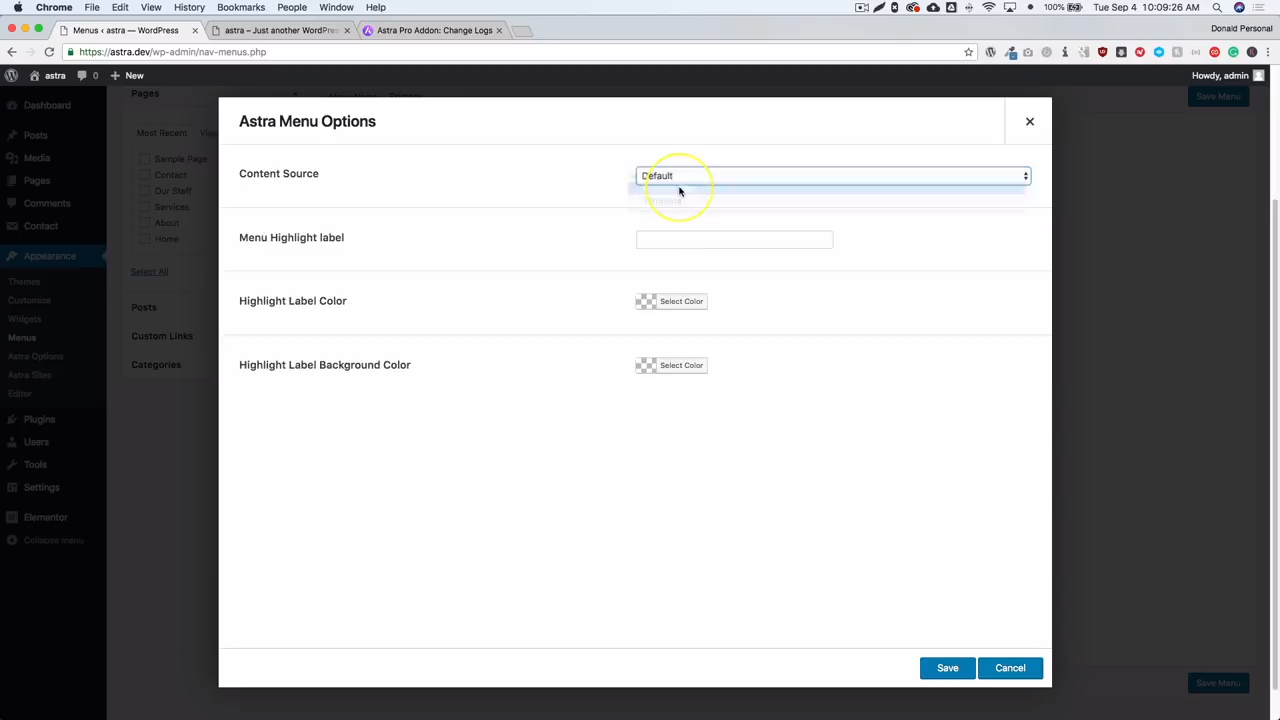 Chrome File Edit View History Bookmarks People Window Help 100% Tue Sep 4 10:09:26 AM
Menus ‹ astra — WordPress
astra – Just another WordPres
Astra Pro Addon: Change Logs
Donald Personal
https://astra.dev/wp-admin/nav-menus.php
astra 0 New Howdy, admin
Dashboard
Posts
Media
Pages
Comments
Contact
Appearance
Themes
Customize
Widgets
Menus
Astra Options
Astra Sites
Editor
Plugins
Users
Tools
Settings
Elementor
Collapse menu
Pages
Save Menu
Most Recent
Sample Page
Contact
Our Staff
Services
About
Home
Select All
Posts
Custom Links
Categories
Astra Menu Options
Content Source
Default
Menu Highlight label
Highlight Label Color
Select Color
Highlight Label Background Color
Select Color
Save
Cancel
Save Menu